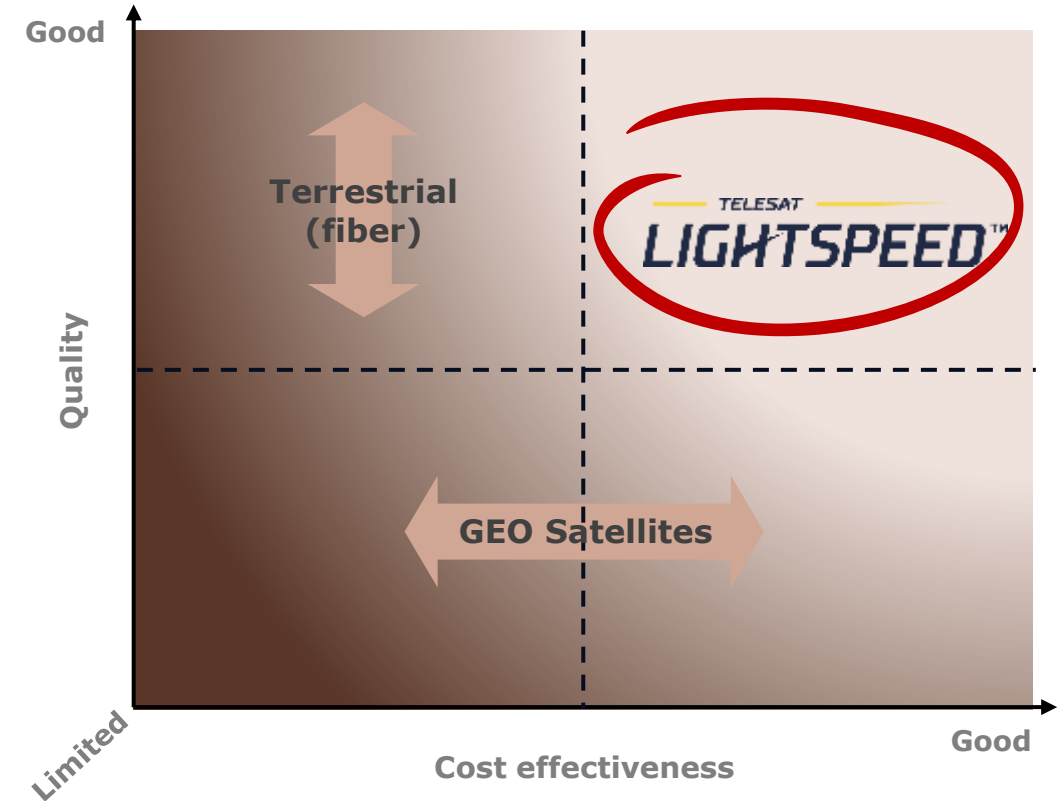 Good
Terrestrial
(fiber)
TELESAT
LIGHTSPEED™
Quality
GEO Satellites
Limited
Good
Cost effectiveness